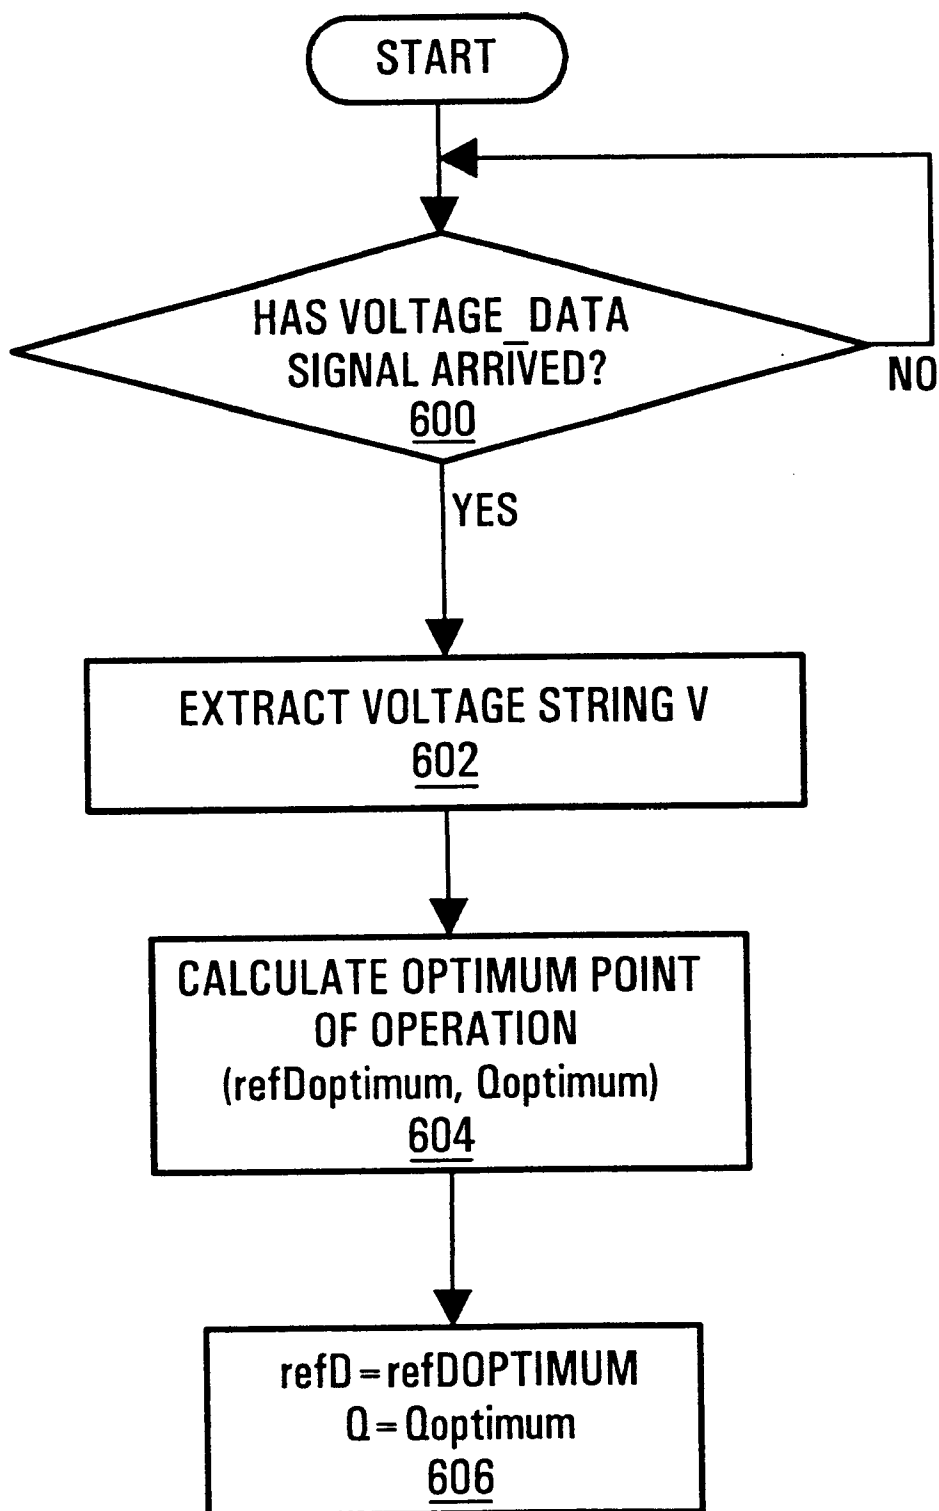 START
HAS VOLTAGE_DATA
SIGNAL ARRIVED?
600
NO
YES
EXTRACT VOLTAGE STRING V
602
CALCULATE OPTIMUM POINT
OF OPERATION
(refDoptimum, Qoptimum)
604
refD=refDOPTIMUM
Q=Qoptimum
606